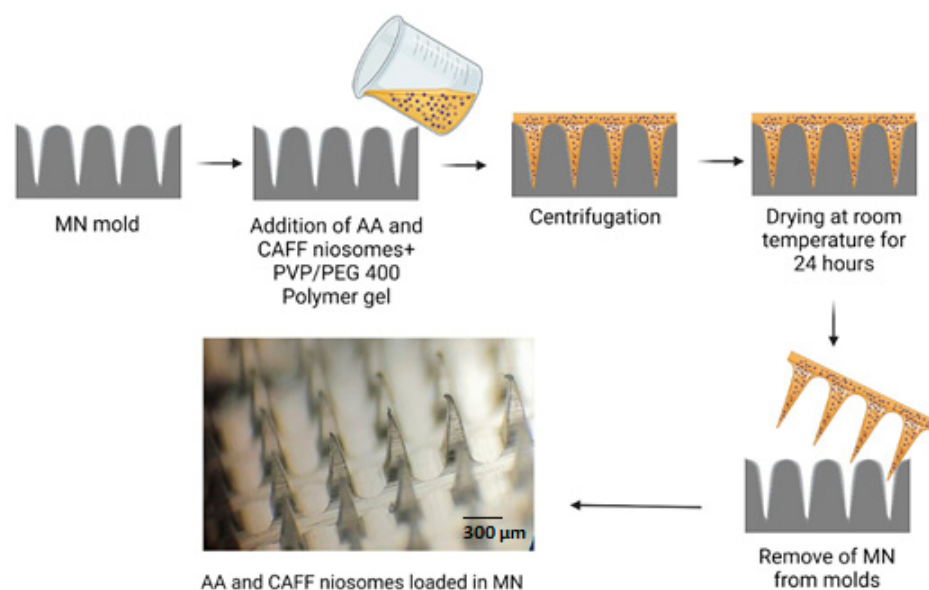 MN mold
Addition of AA and
CAFF niosomes+
PVP/PEG 400
Polymer gel
Centrifugation
Drying at room
temperature for
24 hours
Remove of MN
from molds
300 µm
AA and CAFF niosomes loaded in MN